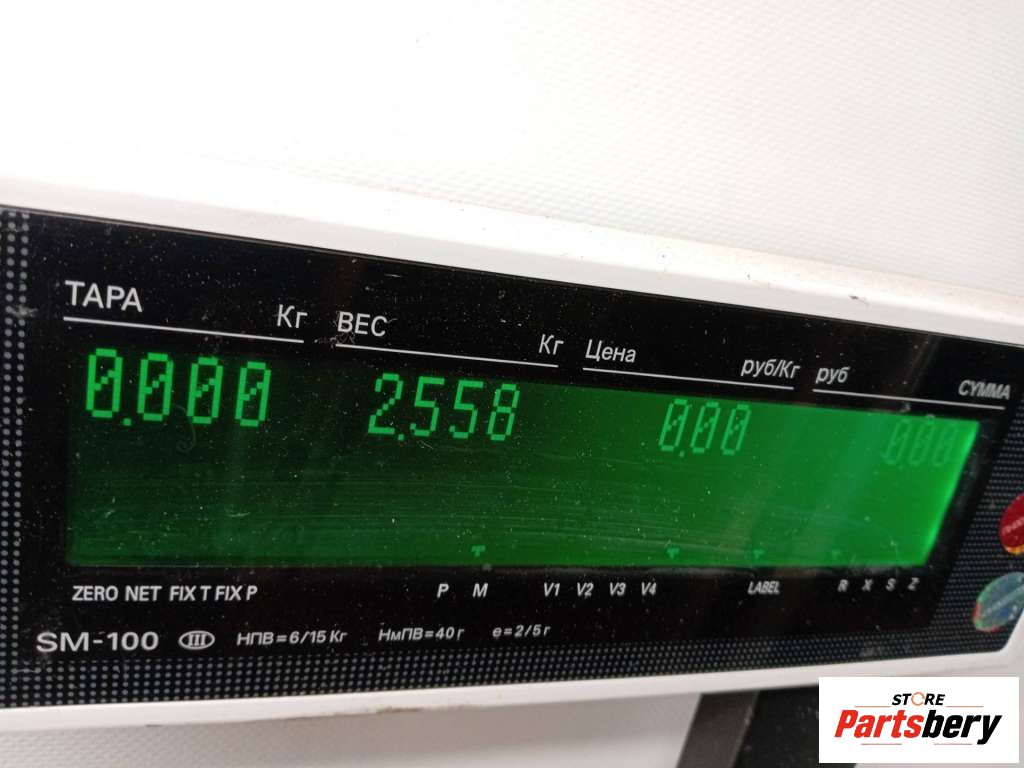 ТАРА Кг ВЕС Кг Цена руб/Кг руб СУММА
0.000 2.558 0.00 0.00
ZERO NET FIX T FIX P P M V1 V2 V3 V4 LABEL R X S Z
SM-100 III НПВ=6/15 Кг НмПВ=40 г е=2/5 г
STORE
Partsbery